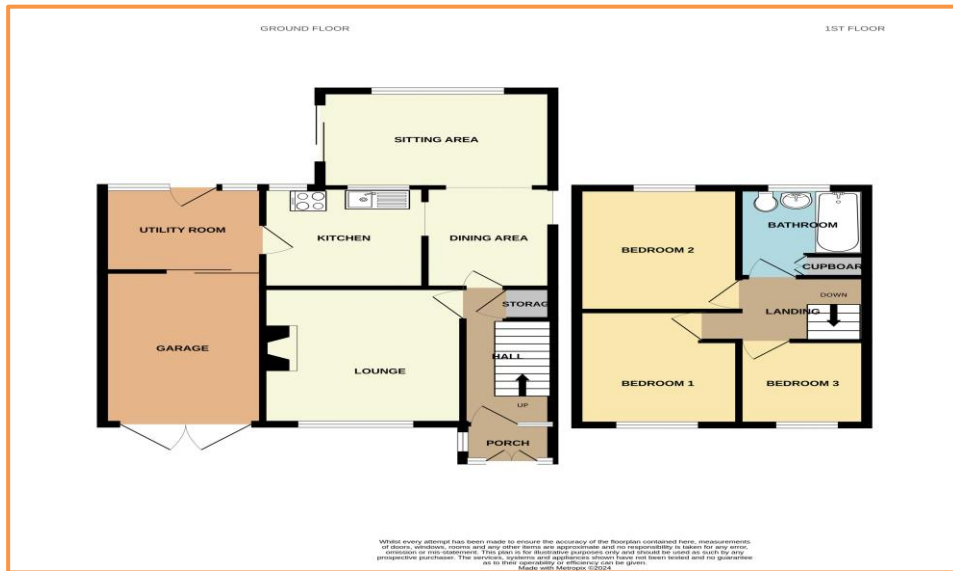 GROUND FLOOR
1ST FLOOR
SITTING AREA
UTILITY ROOM
KITCHEN
DINING AREA
STORAG
GARAGE
LOUNGE
HALL
UP
PORCH
BEDROOM 2
BATHROOM
CUPBOAR
DOWN
LANDING
BEDROOM 1
BEDROOM 3
Whilst every attempt has been made to ensure the accuracy of the floorplan contained here, measurements
of doors, windows, rooms and any other items are approximate and no responsibility is taken for any error,
omission or mis-statement. This plan is for illustrative purposes only and should be used as such by any
prospective purchaser. The services, systems and appliances shown have not been tested and no guarantee
as to their operability or efficiency can be given.
Made with Metropix ©2024